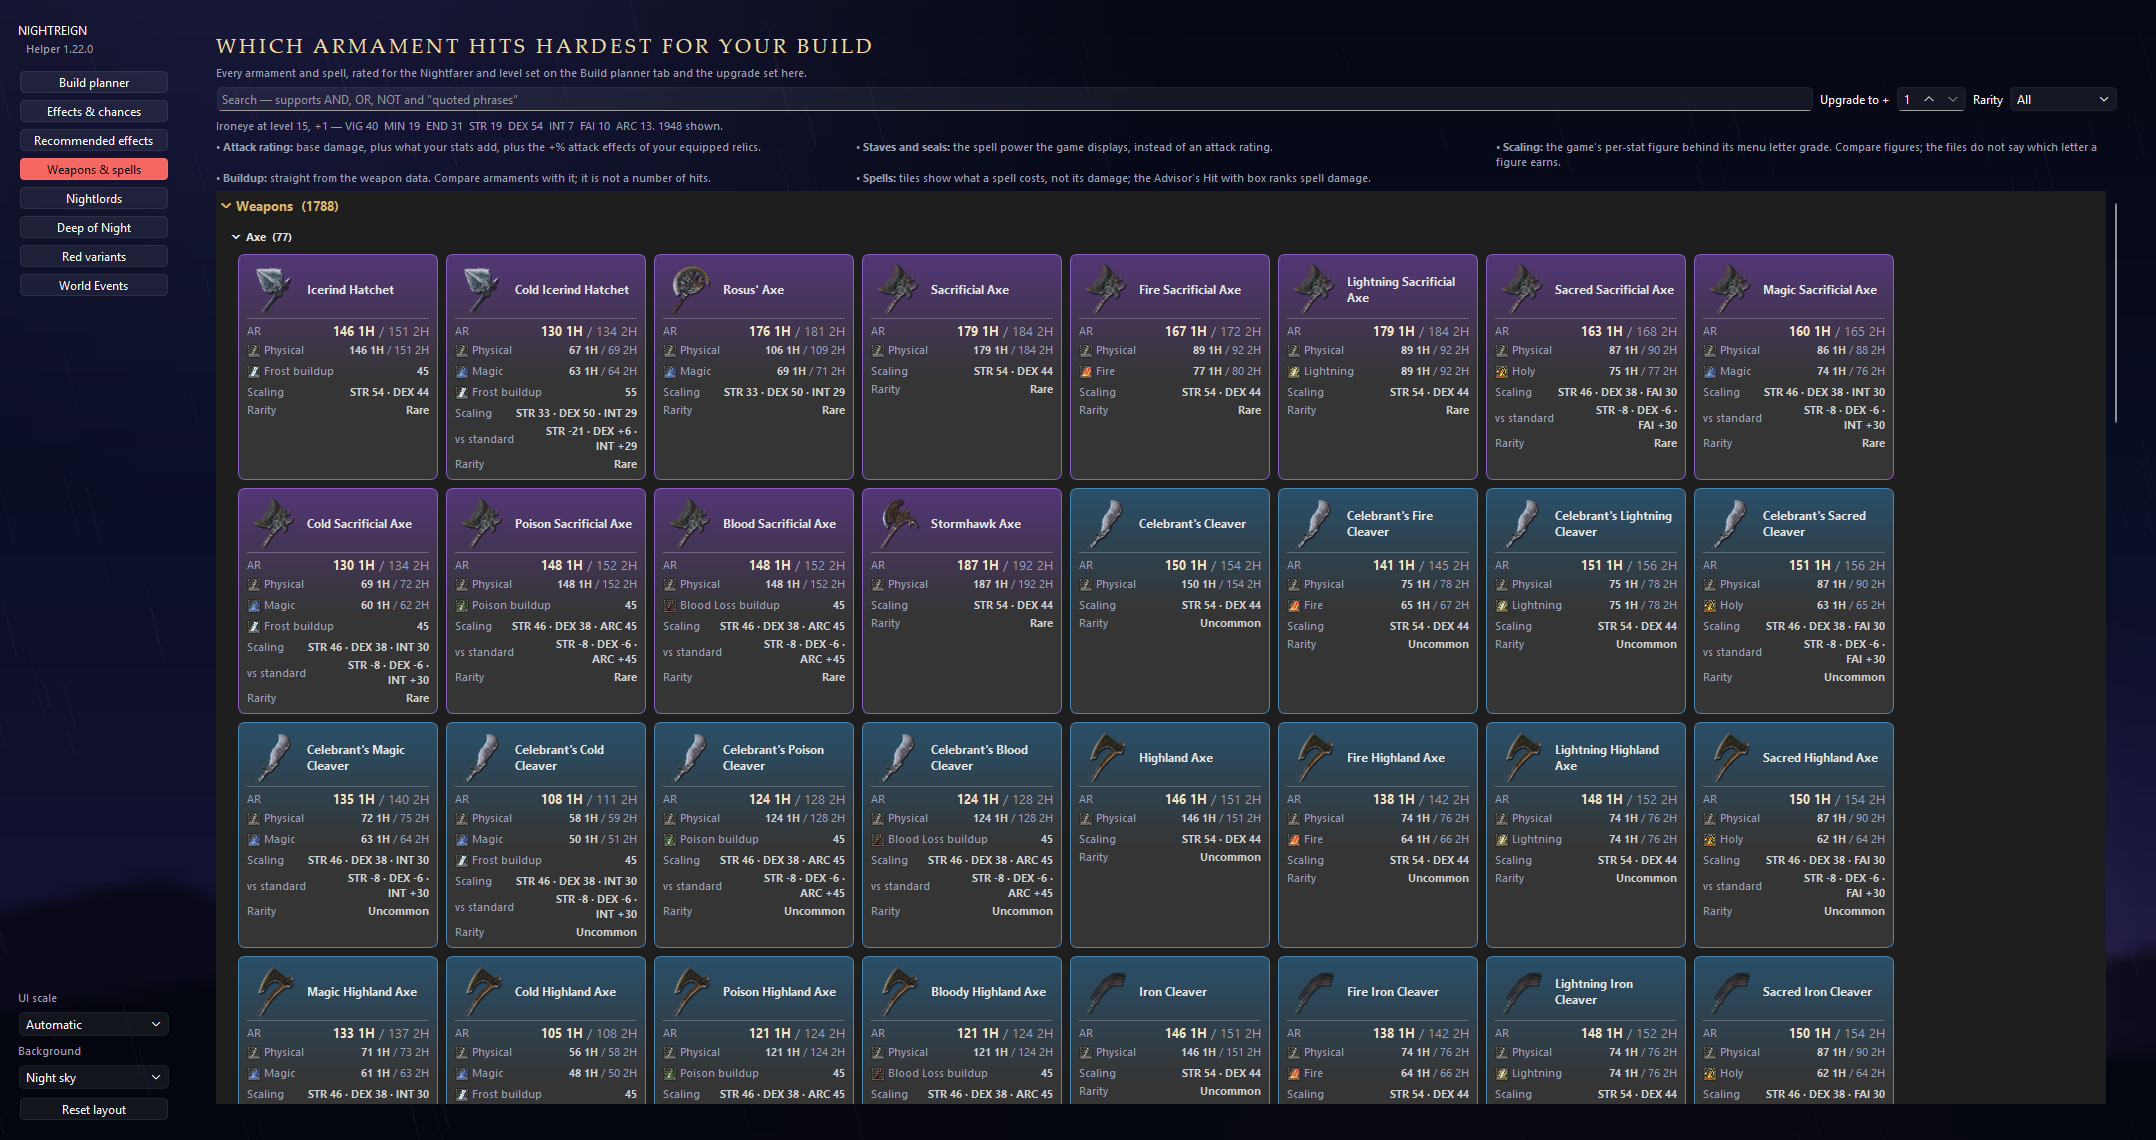 NIGHTREIGN
Helper 1.22.0
Build planner
Effects & chances
Recommended effects
Weapons & spells
Nightlords
Deep of Night
Red variants
World Events
UI scale
Automatic
Background
Night sky
Reset layout
WHICH ARMAMENT HITS HARDEST FOR YOUR BUILD
Every armament and spell, rated for the Nightfarer and level set on the Build planner tab and the upgrade set here.
Search — supports AND, OR, NOT and "quoted phrases"
Upgrade to + 1 Rarity All
Ironeye at level 15, +1 — VIG 40 MIN 19 END 31 STR 19 DEX 54 INT 7 FAI 10 ARC 13. 1948 shown.
• Attack rating: base damage, plus what your stats add, plus the +% attack effects of your equipped relics.
• Staves and seals: the spell power the game displays, instead of an attack rating.
• Scaling: the game's per-stat figure behind its menu letter grade. Compare figures; the files do not say which letter a
figure earns.
• Buildup: straight from the weapon data. Compare armaments with it; it is not a number of hits.
• Spells: tiles show what a spell costs, not its damage; the Advisor's Hit with box ranks spell damage.
Weapons (1788)
Axe (77)
Icerind Hatchet
AR 146 1H / 151 2H
Physical 146 1H / 151 2H
Frost buildup 45
Scaling STR 54 · DEX 44
Rarity Rare
Cold Icerind Hatchet
AR 130 1H / 134 2H
Physical 67 1H / 69 2H
Magic 63 1H / 64 2H
Frost buildup 55
Scaling STR 33 · DEX 50 · INT 29
vs standard STR -21 · DEX +6 ·
INT +29
Rarity Rare
Rosus' Axe
AR 176 1H / 181 2H
Physical 106 1H / 109 2H
Magic 69 1H / 71 2H
Scaling STR 33 · DEX 50 · INT 29
Rarity Rare
Sacrificial Axe
AR 179 1H / 184 2H
Physical 179 1H / 184 2H
Scaling STR 54 · DEX 44
Rarity Rare
Fire Sacrificial Axe
AR 167 1H / 172 2H
Physical 89 1H / 92 2H
Fire 77 1H / 80 2H
Scaling STR 54 · DEX 44
Rarity Rare
Lightning Sacrificial
Axe
AR 179 1H / 184 2H
Physical 89 1H / 92 2H
Lightning 89 1H / 92 2H
Scaling STR 54 · DEX 44
Rarity Rare
Sacred Sacrificial Axe
AR 163 1H / 168 2H
Physical 87 1H / 90 2H
Holy 75 1H / 77 2H
Scaling STR 46 · DEX 38 · FAI 30
vs standard STR -8 · DEX -6 ·
FAI +30
Rarity Rare
Magic Sacrificial Axe
AR 160 1H / 165 2H
Physical 86 1H / 88 2H
Magic 74 1H / 76 2H
Scaling STR 46 · DEX 38 · INT 30
vs standard STR -8 · DEX -6 ·
INT +30
Rarity Rare
Cold Sacrificial Axe
AR 130 1H / 134 2H
Physical 69 1H / 72 2H
Magic 60 1H / 62 2H
Frost buildup 45
Scaling STR 46 · DEX 38 · INT 30
vs standard STR -8 · DEX -6 ·
INT +30
Rarity Rare
Poison Sacrificial Axe
AR 148 1H / 152 2H
Physical 148 1H / 152 2H
Poison buildup 45
Scaling STR 46 · DEX 38 · ARC 45
vs standard STR -8 · DEX -6 ·
ARC +45
Rarity Rare
Blood Sacrificial Axe
AR 148 1H / 152 2H
Physical 148 1H / 152 2H
Blood Loss buildup 45
Scaling STR 46 · DEX 38 · ARC 45
vs standard STR -8 · DEX -6 ·
ARC +45
Rarity Rare
Stormhawk Axe
AR 187 1H / 192 2H
Physical 187 1H / 192 2H
Scaling STR 54 · DEX 44
Rarity Rare
Celebrant's Cleaver
AR 150 1H / 154 2H
Physical 150 1H / 154 2H
Scaling STR 54 · DEX 44
Rarity Uncommon
Celebrant's Fire
Cleaver
AR 141 1H / 145 2H
Physical 75 1H / 78 2H
Fire 65 1H / 67 2H
Scaling STR 54 · DEX 44
Rarity Uncommon
Celebrant's Lightning
Cleaver
AR 151 1H / 156 2H
Physical 75 1H / 78 2H
Lightning 75 1H / 78 2H
Scaling STR 54 · DEX 44
Rarity Uncommon
Celebrant's Sacred
Cleaver
AR 151 1H / 156 2H
Physical 87 1H / 90 2H
Holy 63 1H / 65 2H
Scaling STR 46 · DEX 38 · FAI 30
vs standard STR -8 · DEX -6 ·
FAI +30
Rarity Uncommon
Celebrant's Magic
Cleaver
AR 135 1H / 140 2H
Physical 72 1H / 75 2H
Magic 63 1H / 64 2H
Scaling STR 46 · DEX 38 · INT 30
vs standard STR -8 · DEX -6 ·
INT +30
Rarity Uncommon
Celebrant's Cold
Cleaver
AR 108 1H / 111 2H
Physical 58 1H / 59 2H
Magic 50 1H / 51 2H
Frost buildup 45
Scaling STR 46 · DEX 38 · INT 30
vs standard STR -8 · DEX -6 ·
INT +30
Rarity Uncommon
Celebrant's Poison
Cleaver
AR 124 1H / 128 2H
Physical 124 1H / 128 2H
Poison buildup 45
Scaling STR 46 · DEX 38 · ARC 45
vs standard STR -8 · DEX -6 ·
ARC +45
Rarity Uncommon
Celebrant's Blood
Cleaver
AR 124 1H / 128 2H
Physical 124 1H / 128 2H
Blood Loss buildup 45
Scaling STR 46 · DEX 38 · ARC 45
vs standard STR -8 · DEX -6 ·
ARC +45
Rarity Uncommon
Highland Axe
AR 146 1H / 151 2H
Physical 146 1H / 151 2H
Scaling STR 54 · DEX 44
Rarity Uncommon
Fire Highland Axe
AR 138 1H / 142 2H
Physical 74 1H / 76 2H
Fire 64 1H / 66 2H
Scaling STR 54 · DEX 44
Rarity Uncommon
Lightning Highland
Axe
AR 148 1H / 152 2H
Physical 74 1H / 76 2H
Lightning 74 1H / 76 2H
Scaling STR 54 · DEX 44
Rarity Uncommon
Sacred Highland Axe
AR 150 1H / 154 2H
Physical 87 1H / 90 2H
Holy 62 1H / 64 2H
Scaling STR 46 · DEX 38 · FAI 30
vs standard STR -8 · DEX -6 ·
FAI +30
Rarity Uncommon
Magic Highland Axe
AR 133 1H / 137 2H
Physical 71 1H / 73 2H
Magic 61 1H / 63 2H
Scaling STR 46 · DEX 38 · INT 30
Cold Highland Axe
AR 105 1H / 108 2H
Physical 56 1H / 58 2H
Magic 48 1H / 50 2H
Frost buildup 45
Poison Highland Axe
AR 121 1H / 124 2H
Physical 121 1H / 124 2H
Poison buildup 45
Scaling STR 46 · DEX 38 · ARC 45
Bloody Highland Axe
AR 121 1H / 124 2H
Physical 121 1H / 124 2H
Blood Loss buildup 45
Scaling STR 46 · DEX 38 · ARC 45
Iron Cleaver
AR 146 1H / 151 2H
Physical 146 1H / 151 2H
Scaling STR 54 · DEX 44
Rarity Uncommon
Fire Iron Cleaver
AR 138 1H / 142 2H
Physical 74 1H / 76 2H
Fire 64 1H / 66 2H
Scaling STR 54 · DEX 44
Lightning Iron
Cleaver
AR 148 1H / 152 2H
Physical 74 1H / 76 2H
Lightning 74 1H / 76 2H
Scaling STR 54 · DEX 44
Sacred Iron Cleaver
AR 150 1H / 154 2H
Physical 87 1H / 90 2H
Holy 62 1H / 64 2H
Scaling STR 46 · DEX 38 · FAI 30